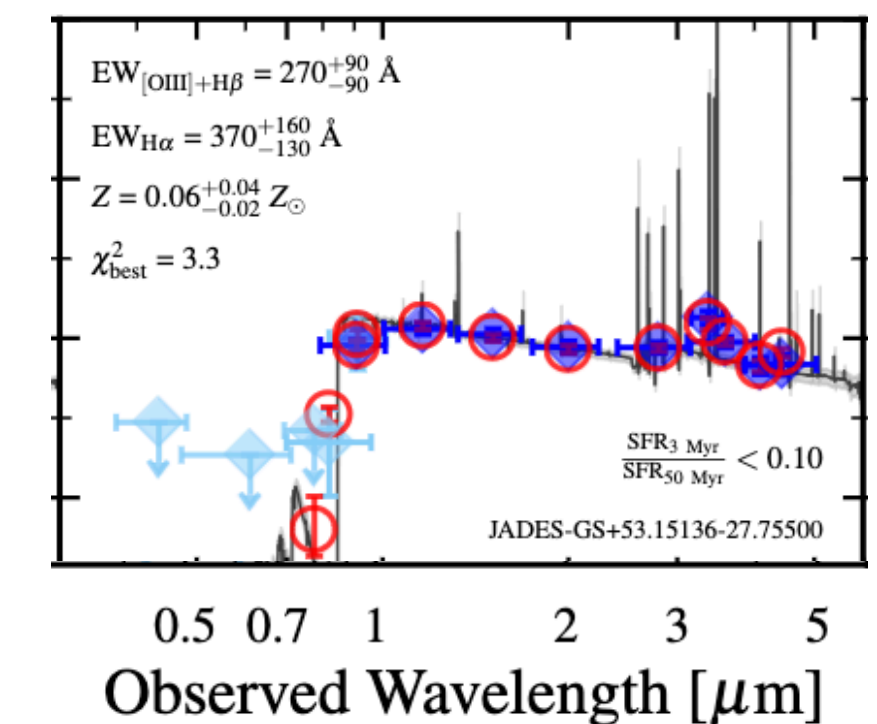 EW[OIII]+Hβ = 270+90−90 Å
EWHα = 370+160−130 Å
Z = 0.06+0.04−0.02 Z⊙
χ2best = 3.3
SFR3 Myr
SFR50 Myr < 0.10
JADES-GS+53.15136-27.75500
0.5 0.7 1 2 3 5
Observed Wavelength [μm]